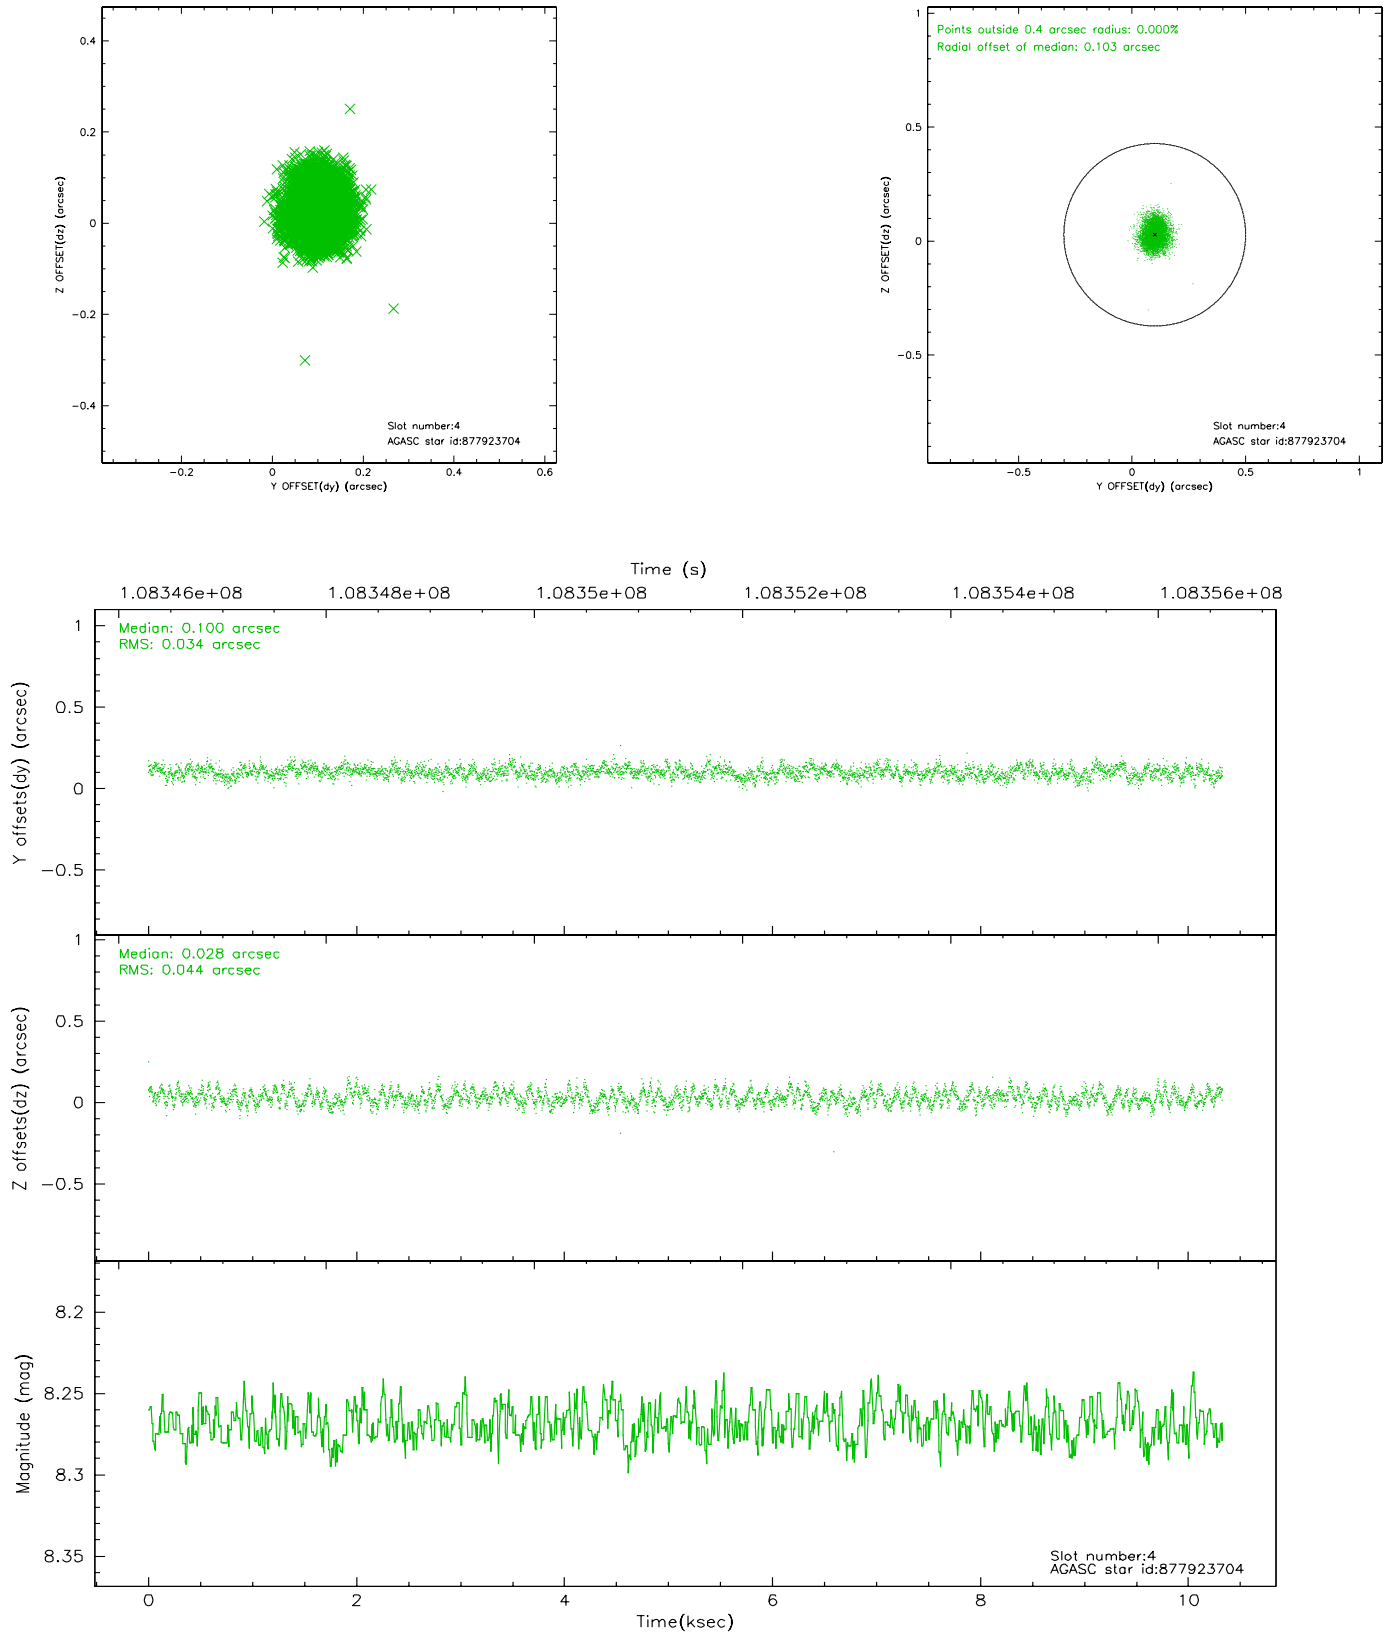 0.4
0.2
0
−0.2
−0.4
Z OFFSET(dz) (arcsec)
Slot number:4
AGASC star id:877923704
−0.2 0 0.2 0.4 0.6
Y OFFSET(dy) (arcsec)
Points outside 0.4 arcsec radius: 0.000%
Radial offset of median: 0.103 arcsec
1
0.5
0
−0.5
Z OFFSET(dz) (arcsec)
Slot number:4
AGASC star id:877923704
−0.5 0 0.5 1
Y OFFSET(dy) (arcsec)
Time (s)
1.08346e+08 1.08348e+08 1.0835e+08 1.08352e+08 1.08354e+08 1.08356e+08
Median: 0.100 arcsec
RMS: 0.034 arcsec
1
0.5
0
−0.5
Y offsets(dy) (arcsec)
Median: 0.028 arcsec
RMS: 0.044 arcsec
1
0.5
0
−0.5
Z offsets(dz) (arcsec)
8.2
8.25
8.3
8.35
Magnitude (mag)
Slot number:4
AGASC star id:877923704
0 2 4 6 8 10
Time(ksec)